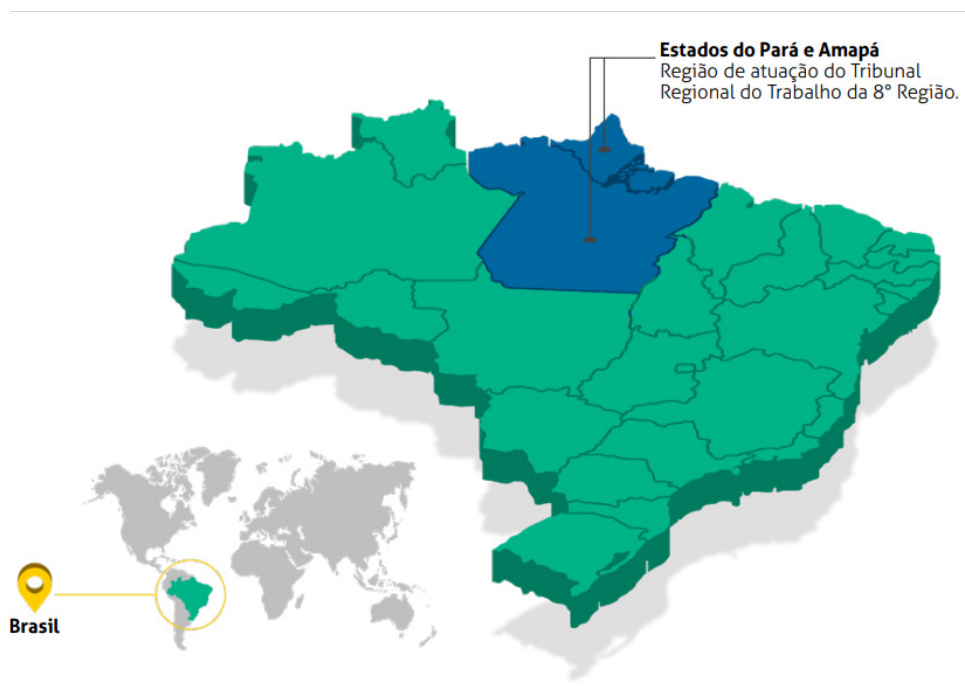 Estados do Pará e Amapá
Região de atuação do Tribunal
Regional do Trabalho da 8° Região.
Brasil